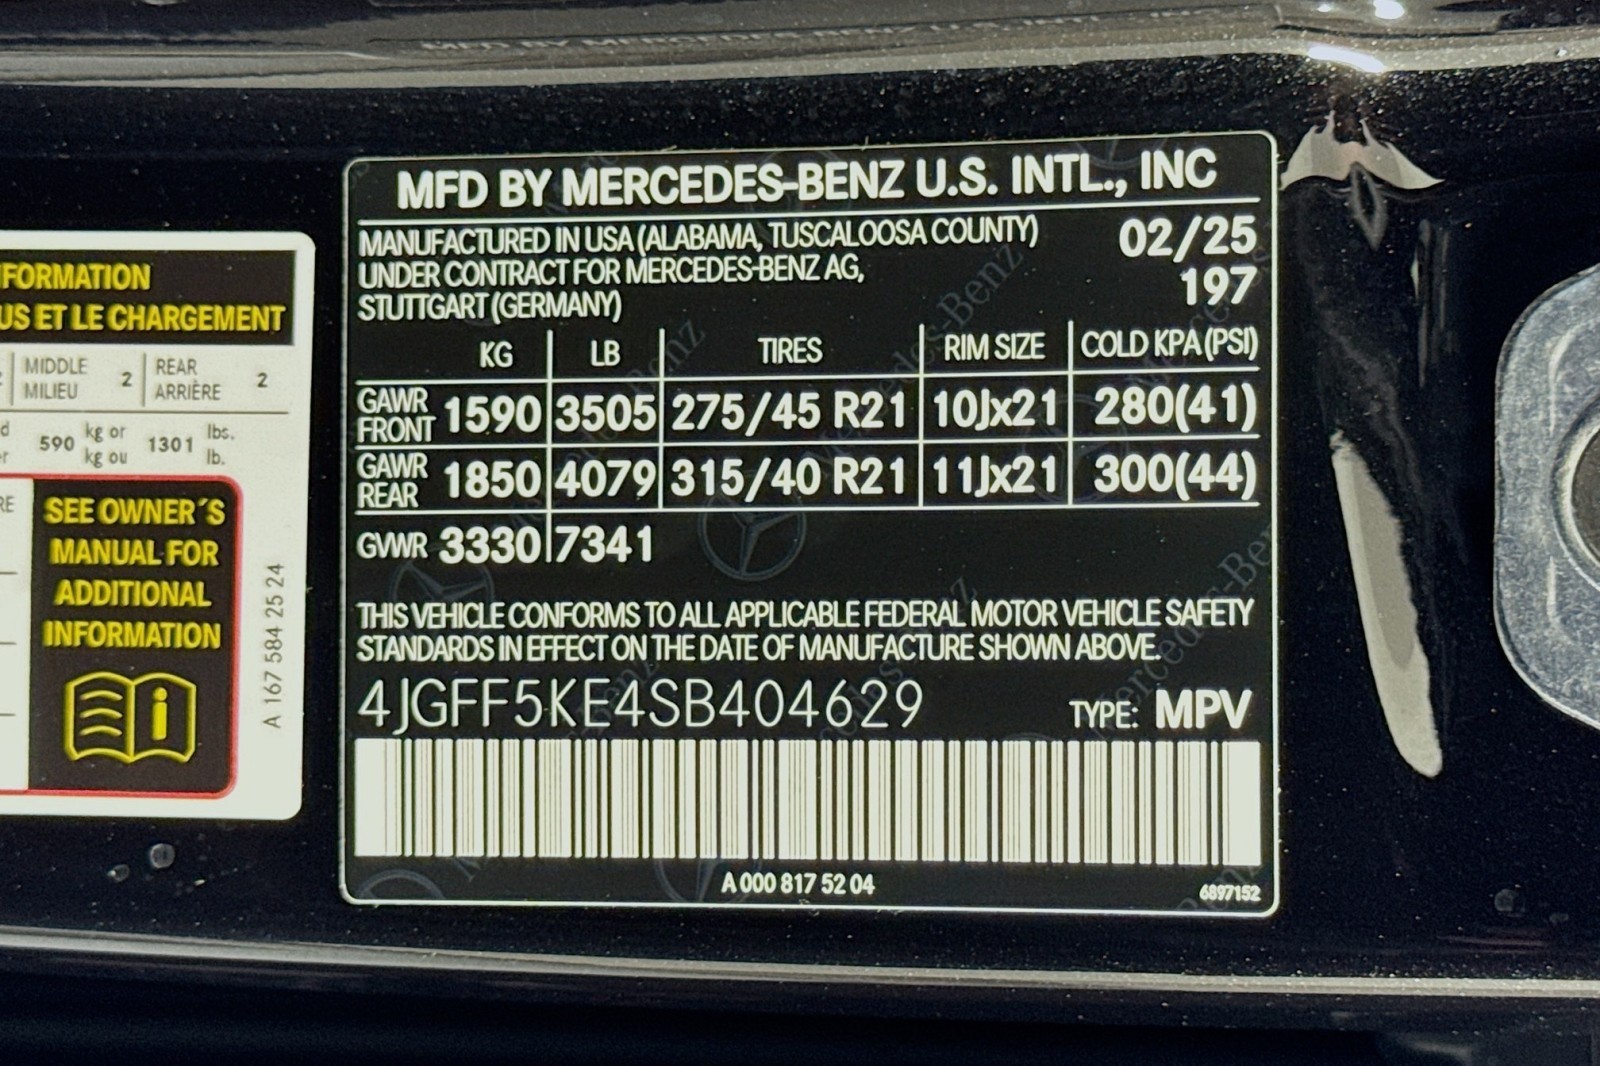 FORMATION
US ET LE CHARGEMENT
MIDDLE
MILIEU 2
REAR
ARRIÈRE 2
590 kg or
kg ou 1301 lbs.
lb.
SEE OWNER´S
MANUAL FOR
ADDITIONAL
INFORMATION
A 167 584 25 24
MFD BY MERCEDES-BENZ U.S. INTL., INC
MANUFACTURED IN USA (ALABAMA, TUSCALOOSA COUNTY) 02/25
UNDER CONTRACT FOR MERCEDES-BENZ AG, 197
STUTTGART (GERMANY)
KG LB TIRES RIM SIZE COLD KPA (PSI)
GAWR
FRONT 1590 3505 275/45 R21 10Jx21 280(41)
GAWR
REAR 1850 4079 315/40 R21 11Jx21 300(44)
GVWR 3330 7341
THIS VEHICLE CONFORMS TO ALL APPLICABLE FEDERAL MOTOR VEHICLE SAFETY
STANDARDS IN EFFECT ON THE DATE OF MANUFACTURE SHOWN ABOVE.
4JGFF5KE4SB404629 TYPE: MPV
A 000 817 52 04 6897152